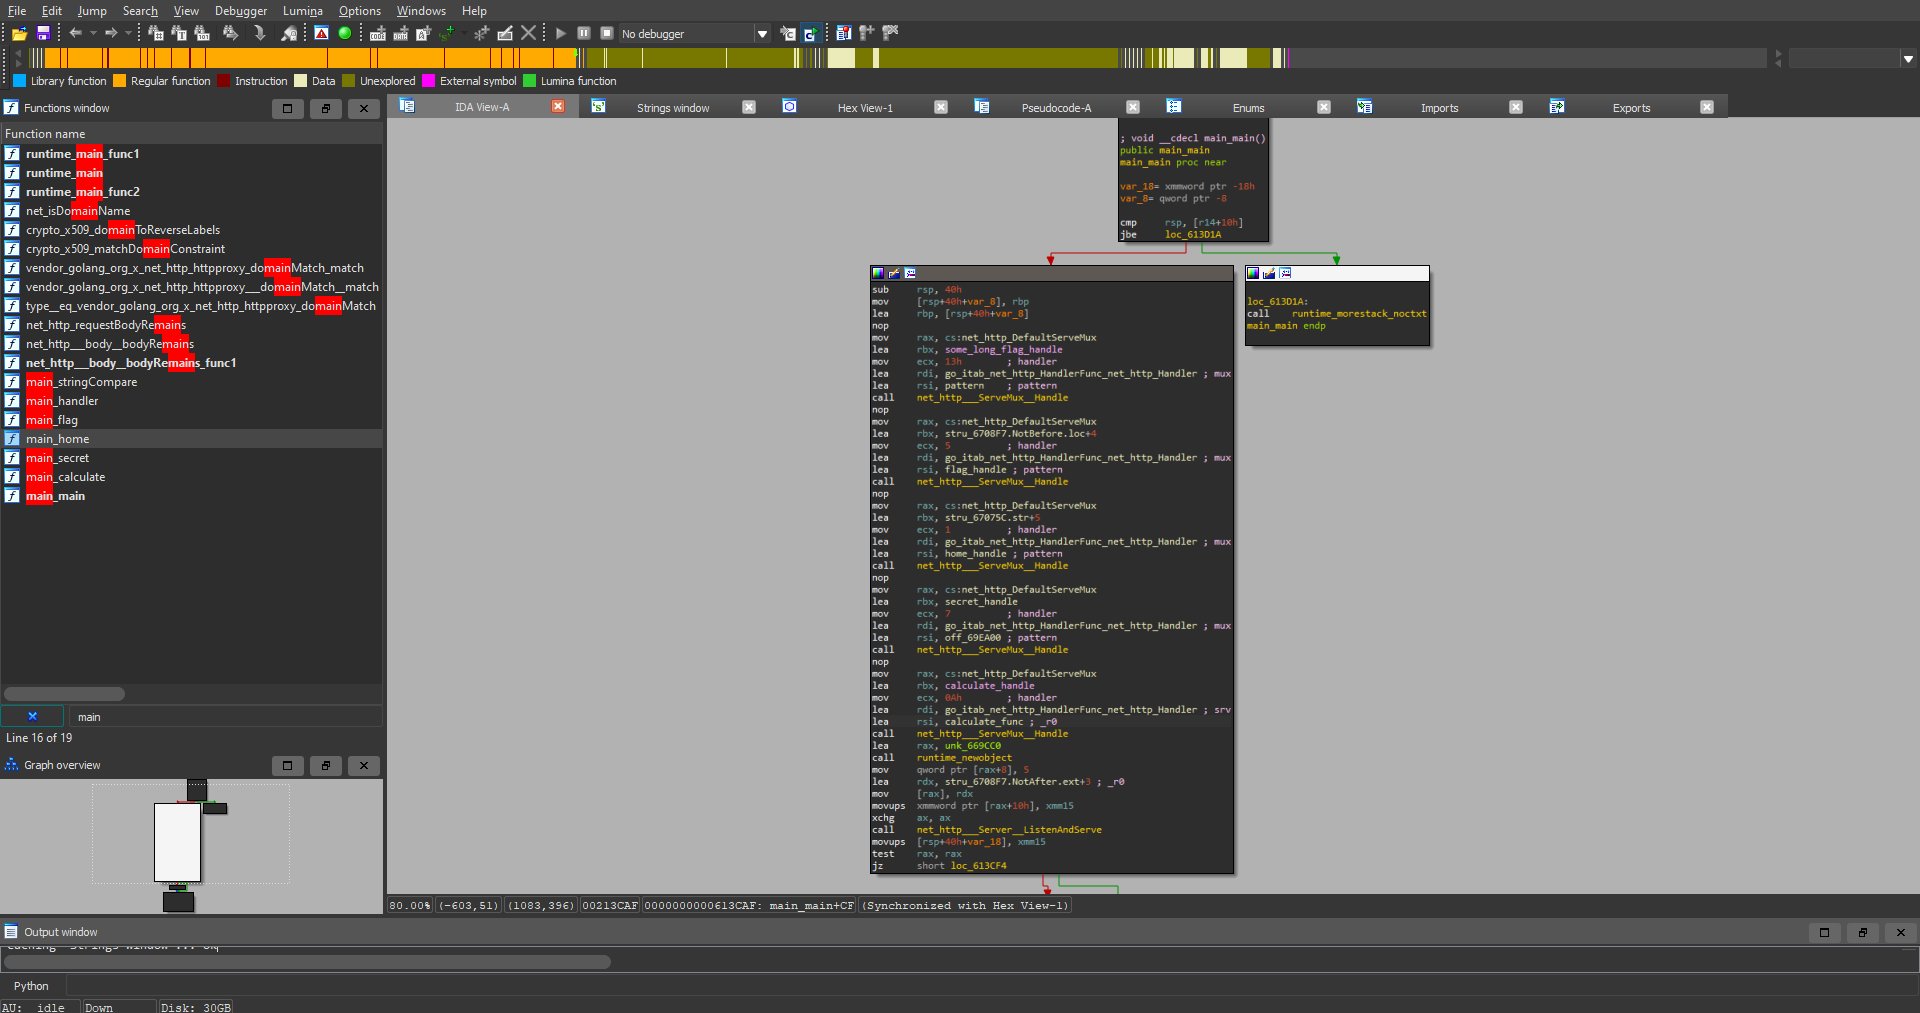 File Edit Jump Search View Debugger Lumina Options Windows Help
No debugger
Library function Regular function Instruction Data Unexplored External symbol Lumina function
Functions window
Function name
runtime_main_func1
runtime_main
runtime_main_func2
net_isDomainName
crypto_x509_domainToReverseLabels
crypto_x509_matchDomainConstraint
vendor_golang_org_x_net_http_httpproxy_domainMatch_match
vendor_golang_org_x_net_http_httpproxy___domainMatch__match
type__eq_vendor_golang_org_x_net_http_httpproxy_domainMatch
net_http_requestBodyRemains
net_http___body__bodyRemains
net_http___body__bodyRemains_func1
main_stringCompare
main_handler
main_flag
main_home
main_secret
main_calculate
main_main
main
Line 16 of 19
Graph overview
IDA View-A Strings window Hex View-1 Pseudocode-A Enums Imports Exports
; void __cdecl main_main()
public main_main
main_main proc near
var_18= xmmword ptr -18h
var_8= qword ptr -8
cmp rsp, [r14+10h]
jbe loc_613D1A
sub rsp, 40h
mov [rsp+40h+var_8], rbp
lea rbp, [rsp+40h+var_8]
nop
mov rax, cs:net_http_DefaultServeMux
lea rbx, some_long_flag_handle
mov ecx, 13h ; handler
lea rdi, go_itab_net_http_HandlerFunc_net_http_Handler ; mux
lea rsi, pattern ; pattern
call net_http___ServeMux__Handle
nop
mov rax, cs:net_http_DefaultServeMux
lea rbx, stru_6708F7.NotBefore.loc+4
mov ecx, 5 ; handler
lea rdi, go_itab_net_http_HandlerFunc_net_http_Handler ; mux
lea rsi, flag_handle ; pattern
call net_http___ServeMux__Handle
nop
mov rax, cs:net_http_DefaultServeMux
lea rbx, stru_67075C.str+5
mov ecx, 1 ; handler
lea rdi, go_itab_net_http_HandlerFunc_net_http_Handler ; mux
lea rsi, home_handle ; pattern
call net_http___ServeMux__Handle
nop
mov rax, cs:net_http_DefaultServeMux
lea rbx, secret_handle
mov ecx, 7 ; handler
lea rdi, go_itab_net_http_HandlerFunc_net_http_Handler ; mux
lea rsi, off_69EA00 ; pattern
call net_http___ServeMux__Handle
nop
mov rax, cs:net_http_DefaultServeMux
lea rbx, calculate_handle
mov ecx, 0Ah ; handler
lea rdi, go_itab_net_http_HandlerFunc_net_http_Handler ; srv
lea rsi, calculate_func ; _r0
call net_http___ServeMux__Handle
lea rax, unk_669CC0
call runtime_newobject
mov qword ptr [rax+8], 5
lea rdx, stru_6708F7.NotAfter.ext+3 ; _r0
mov [rax], rdx
movups xmmword ptr [rax+10h], xmm15
xchg ax, ax
call net_http___Server__ListenAndServe
movups [rsp+40h+var_18], xmm15
test rax, rax
jz short loc_613CF4
loc_613D1A:
call runtime_morestack_noctxt
main_main endp
80.00% (-603,51) (1083,396) 00213CAF 0000000000613CAF: main_main+CF (Synchronized with Hex View-1)
Output window
Caching 'Strings window'... ok
Python
AU: idle Down Disk: 30GB